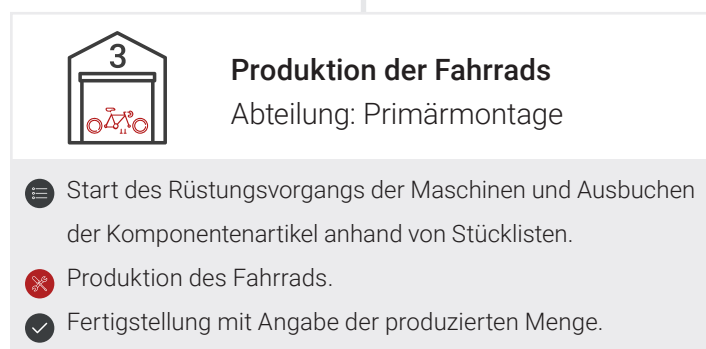 3
Produktion der Fahrrads
Abteilung: Primärmontage
Start des Rüstungsvorgangs der Maschinen und Ausbuchen
der Komponentenartikel anhand von Stücklisten.
Produktion des Fahrrads.
Fertigstellung mit Angabe der produzierten Menge.